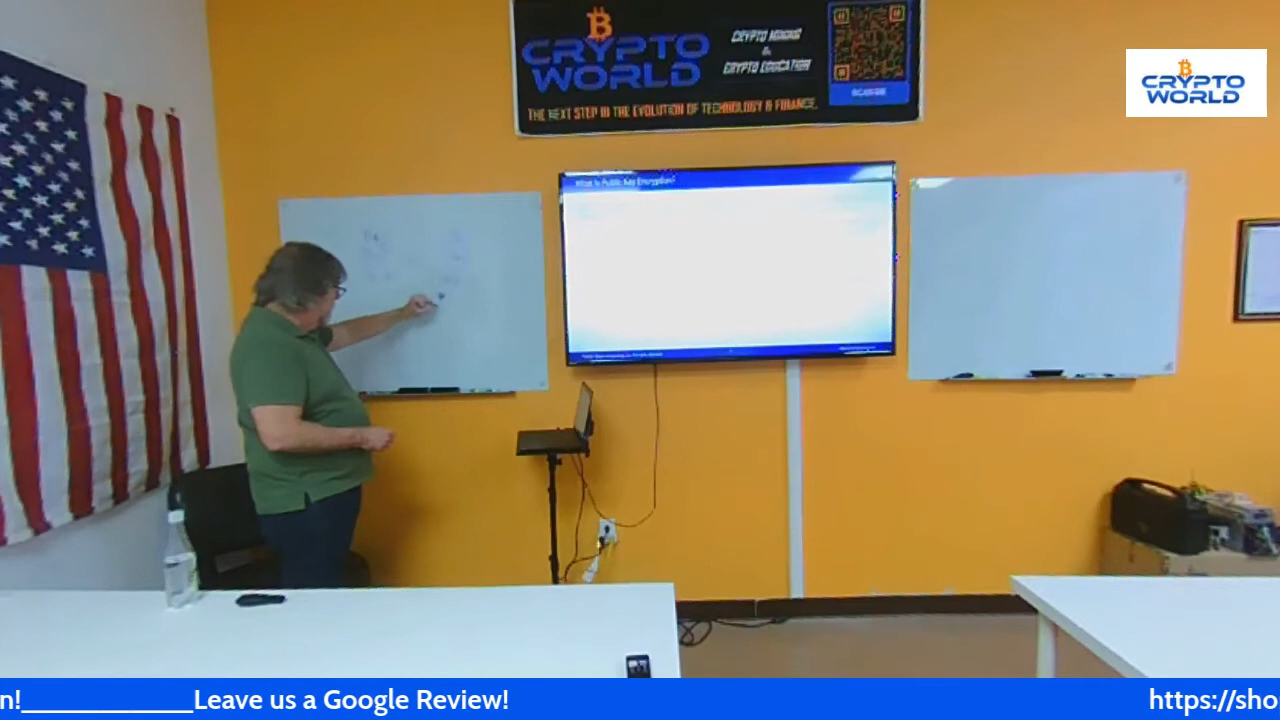 CRYPTO
WORLD
CRYPTO MINING
&
CRYPTO EDUCATION
THE NEXT STEP IN THE EVOLUTION OF TECHNOLOGY & FINANCE.
CRYPTO
WORLD
What Is Public Key Encryption?
n!____________Leave us a Google Review!
https://sho